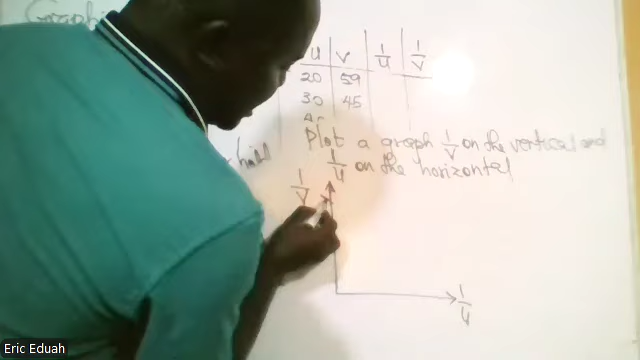 u v 1/u 1/v
20 59
30 45
Plot a graph 1/v on the vertical and
1/u on the horizontal
1/v
1/u
Eric Eduah